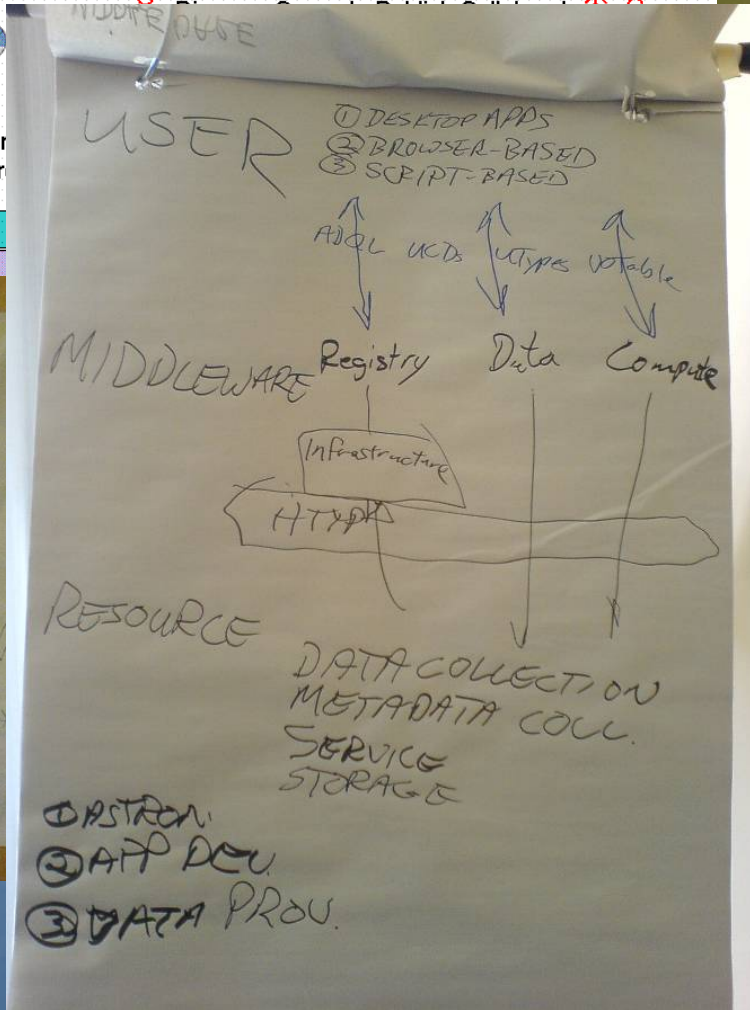 USER
① DESKTOP APPS
② BROWSER-BASED
③ SCRIPT-BASED
ADQL UCDs UTypes VOTable
MIDDLEWARE Registry Data Compute
Infrastructure
RESOURCE
DATA COLLECTION
METADATA COLL.
SERVICE
STORAGE
① ASTRON.
② APP DEV.
③ DATA PROV.